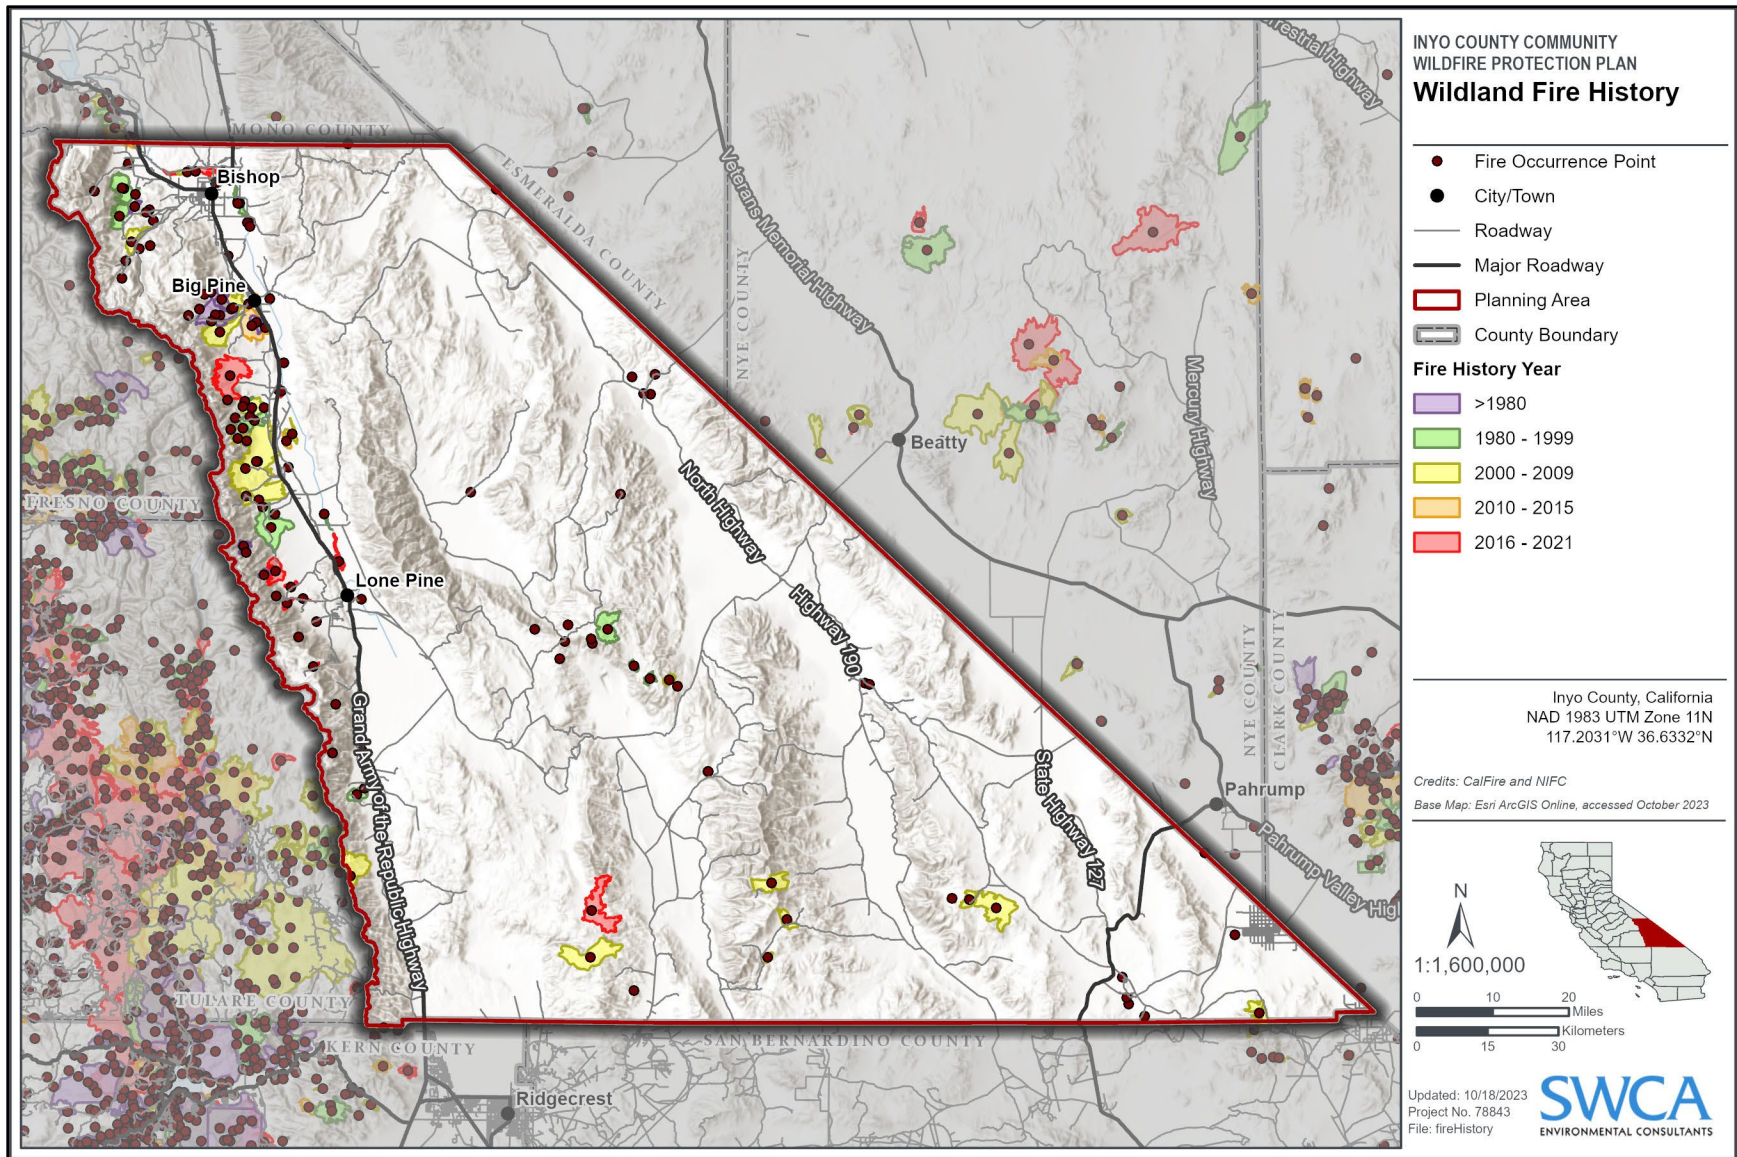 INYO COUNTY COMMUNITY
WILDFIRE PROTECTION PLAN
Wildland Fire History
Fire Occurrence Point
City/Town
Roadway
Major Roadway
Planning Area
County Boundary
Fire History Year
>1980
1980 - 1999
2000 - 2009
2010 - 2015
2016 - 2021
Inyo County, California
NAD 1983 UTM Zone 11N
117.2031°W 36.6332°N
Credits: CalFire and NIFC
Base Map: Esri ArcGIS Online, accessed October 2023
N
1:1,600,000
0 10 20
Miles
Kilometers
0 15 30
Updated: 10/18/2023
Project No. 78843
File: fireHistory
SWCA
ENVIRONMENTAL CONSULTANTS
MONO COUNTY
Bishop
ESMERALDA COUNTY
NYE COUNTY
Veterans Memorial Highway
Big Pine
Mercury Highway
Beatty
FRESNO COUNTY
North Highway
Highway 190
Lone Pine
NYE COUNTY
CLARK COUNTY
Grand Army of the Republic Highway
State Highway 127
Pahrump
Pahrump Valley Hig
TULARE COUNTY
KERN COUNTY
SAN BERNARDINO COUNTY
Ridgecrest